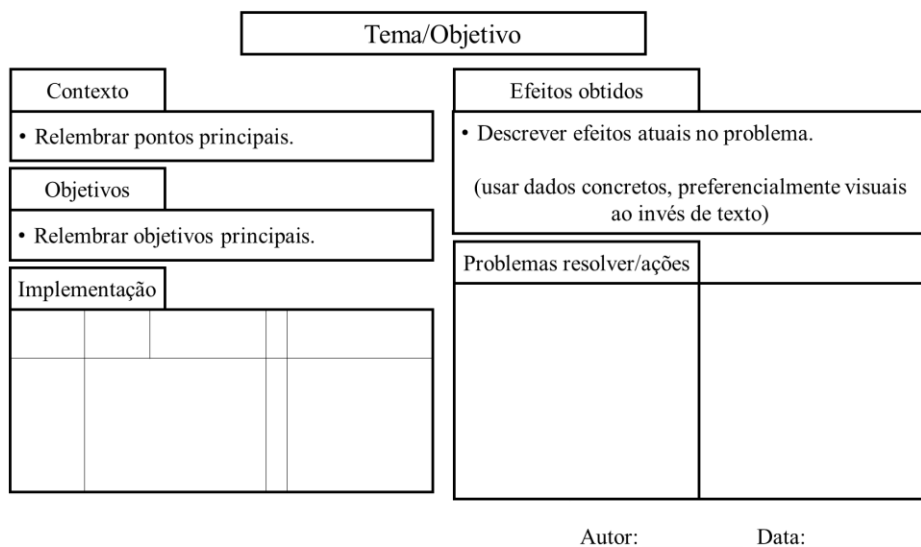 Tema/Objetivo
Contexto
• Relembrar pontos principais.
Objetivos
• Relembrar objetivos principais.
Implementação
Efeitos obtidos
• Descrever efeitos atuais no problema.
(usar dados concretos, preferencialmente visuais
ao invés de texto)
Problemas resolver/ações
Autor:
Data: